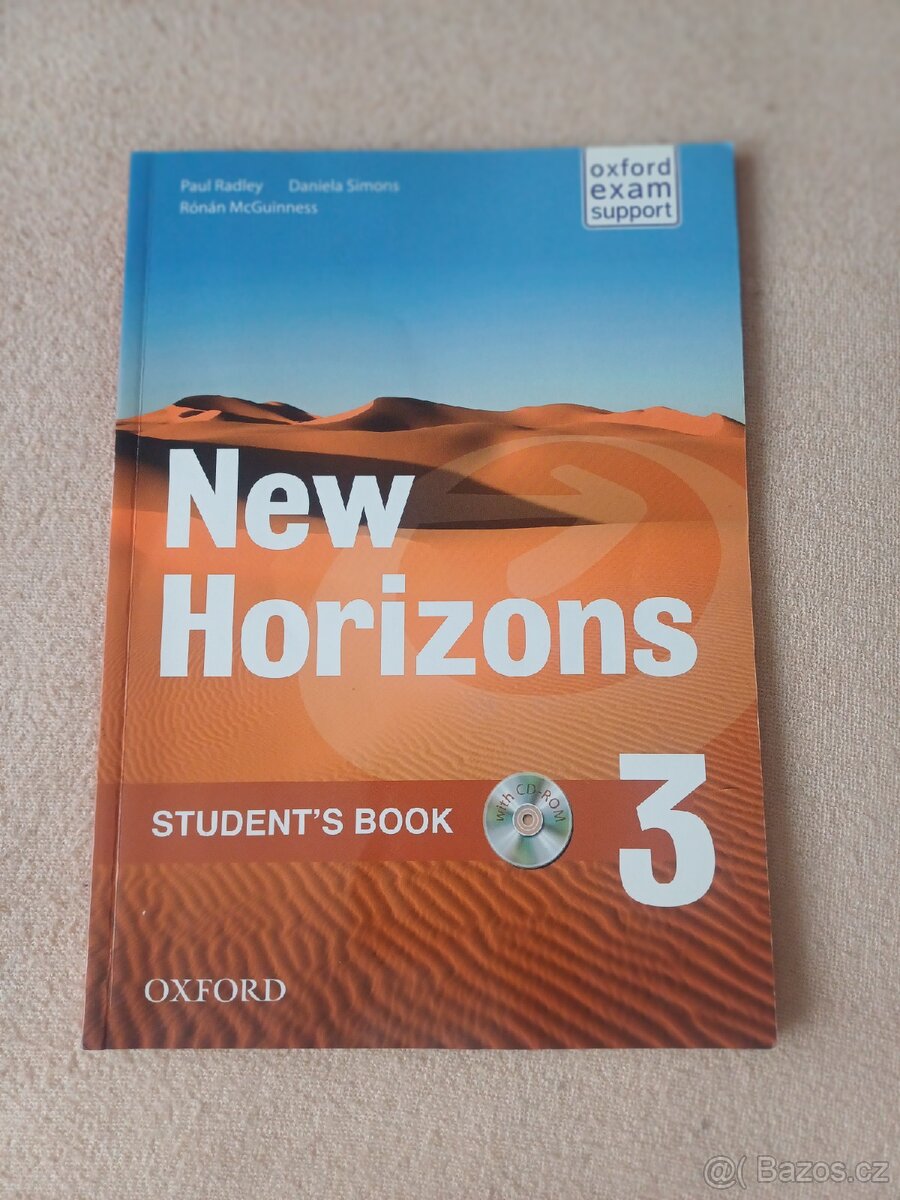 Paul Radley Daniela Simons
Rónán McGuinness
oxford
exam
support
New
Horizons
3
STUDENT'S BOOK
with CD-ROM
OXFORD
@( Bazos.cz